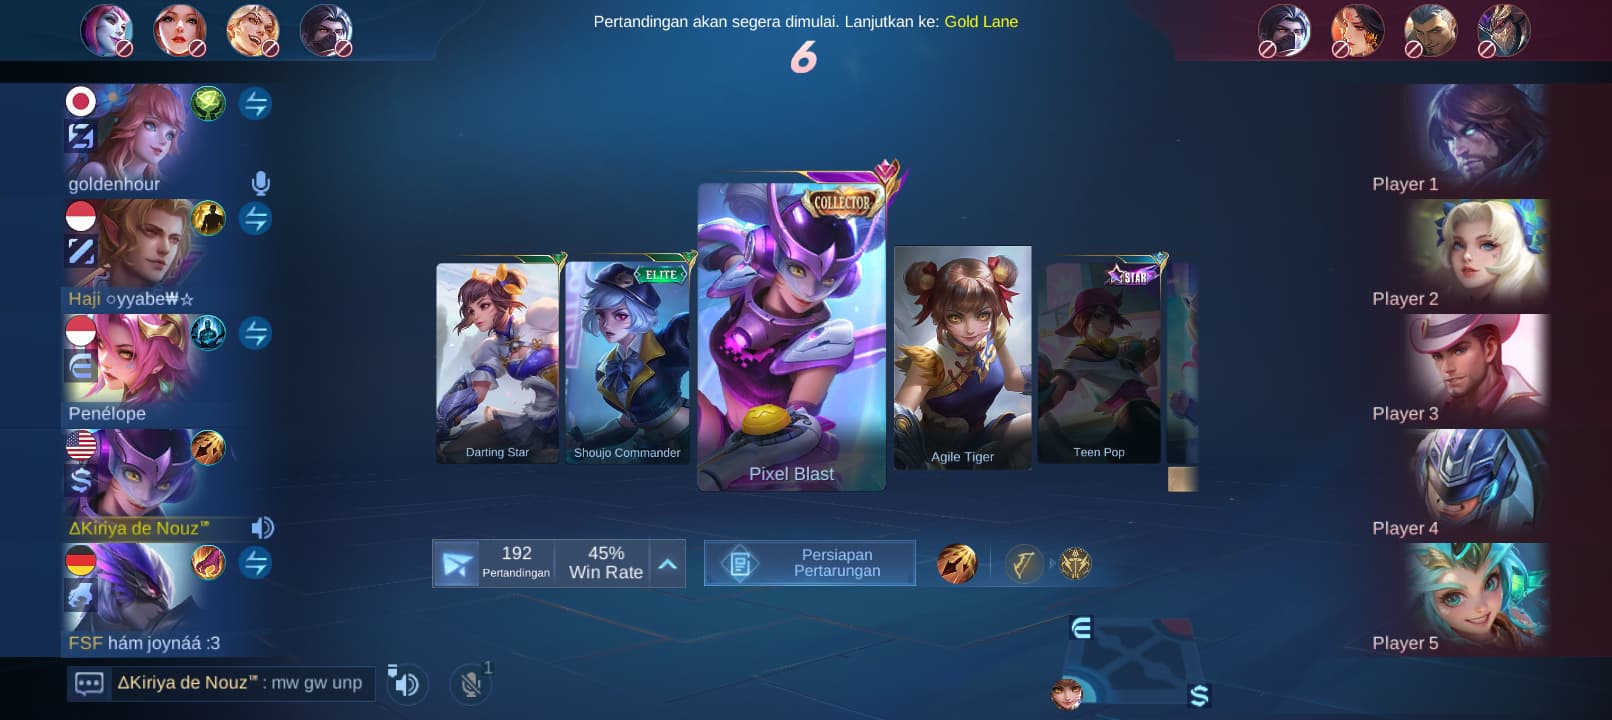 Pertandingan akan segera dimulai. Lanjutkan ke: Gold Lane
6
goldenhour
Haji ○yyabe₩☆
Penélope
ΔKiriya de Nouz™
FSF hám joynáá :3
COLLECTOR
ELITE
STAR
Darting Star
Shoujo Commander
Pixel Blast
Agile Tiger
Teen Pop
192
Pertandingan
45%
Win Rate
Persiapan
Pertarungan
Player 1
Player 2
Player 3
Player 4
Player 5
ΔKiriya de Nouz™ : mw gw unp
1